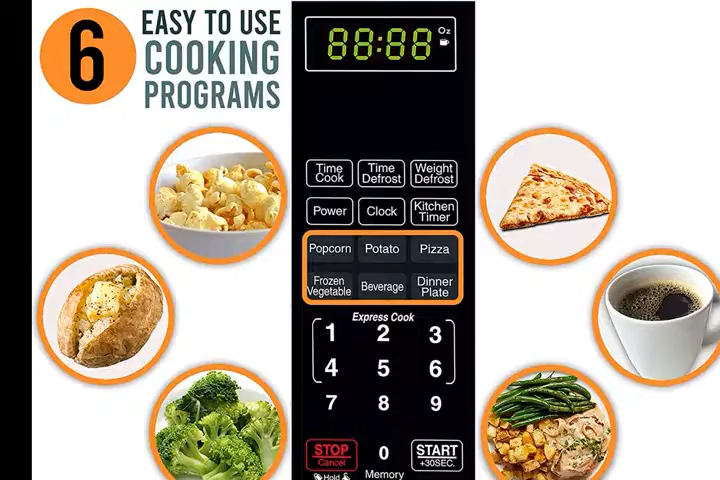 6
EASY TO USE
COOKING
PROGRAMS
88:88
Oz
Time
Cook
Time
Defrost
Weight
Defrost
Power
Clock
Kitchen
Timer
Popcorn
Potato
Pizza
Frozen
Vegetable
Beverage
Dinner
Plate
Express Cook
1 2 3
4 5 6
7 8 9
STOP
Cancel
0
START
+30SEC.
Hold
Memory